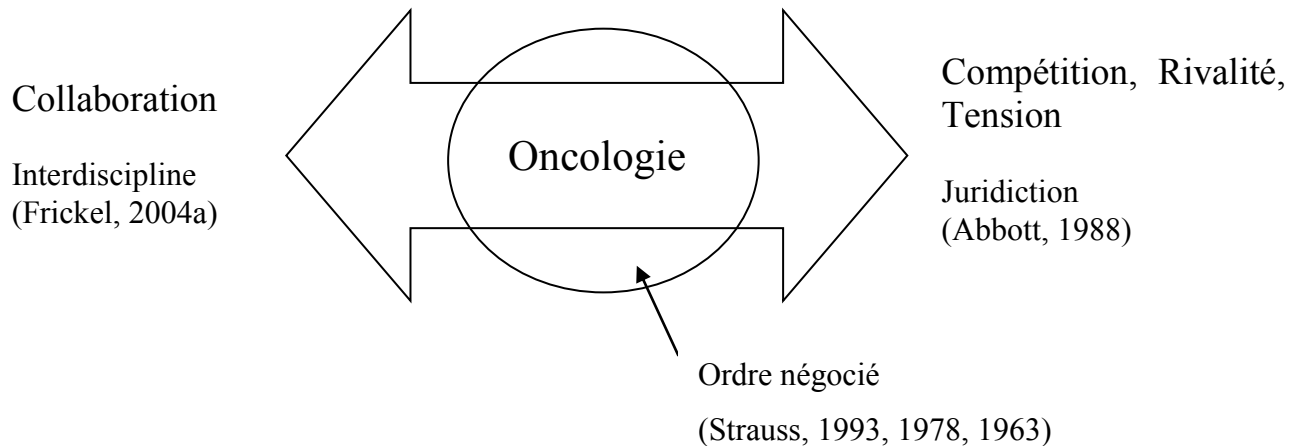 Collaboration
Interdiscipline
(Frickel, 2004a)
Oncologie
Compétition, Rivalité,
Tension
Juridiction
(Abbott, 1988)
Ordre négocié
(Strauss, 1993, 1978, 1963)